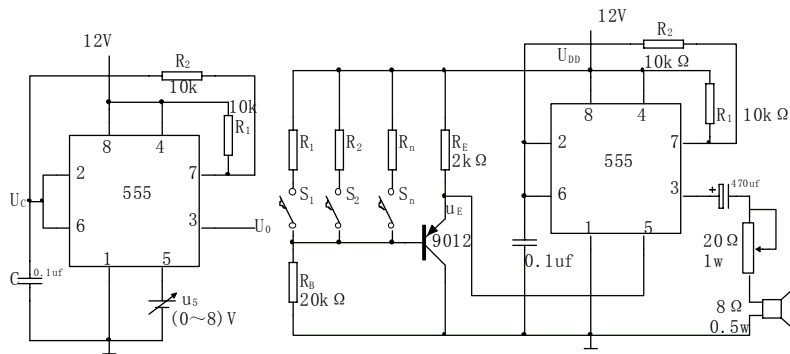 12V
R2
10k
10k
R1
8
4
2
7
555
UC
6
3
U0
1
5
C
0.1uf
u5
(0～8)V
12V
R2
UDD
10kΩ
R1
R2
Rn
RE
2kΩ
8
4
R1
10kΩ
2
7
555
S1
S2
Sn
6
3
470uf
+
uE
9012
1
5
20Ω
1w
RB
20kΩ
0.1uf
8Ω
0.5w